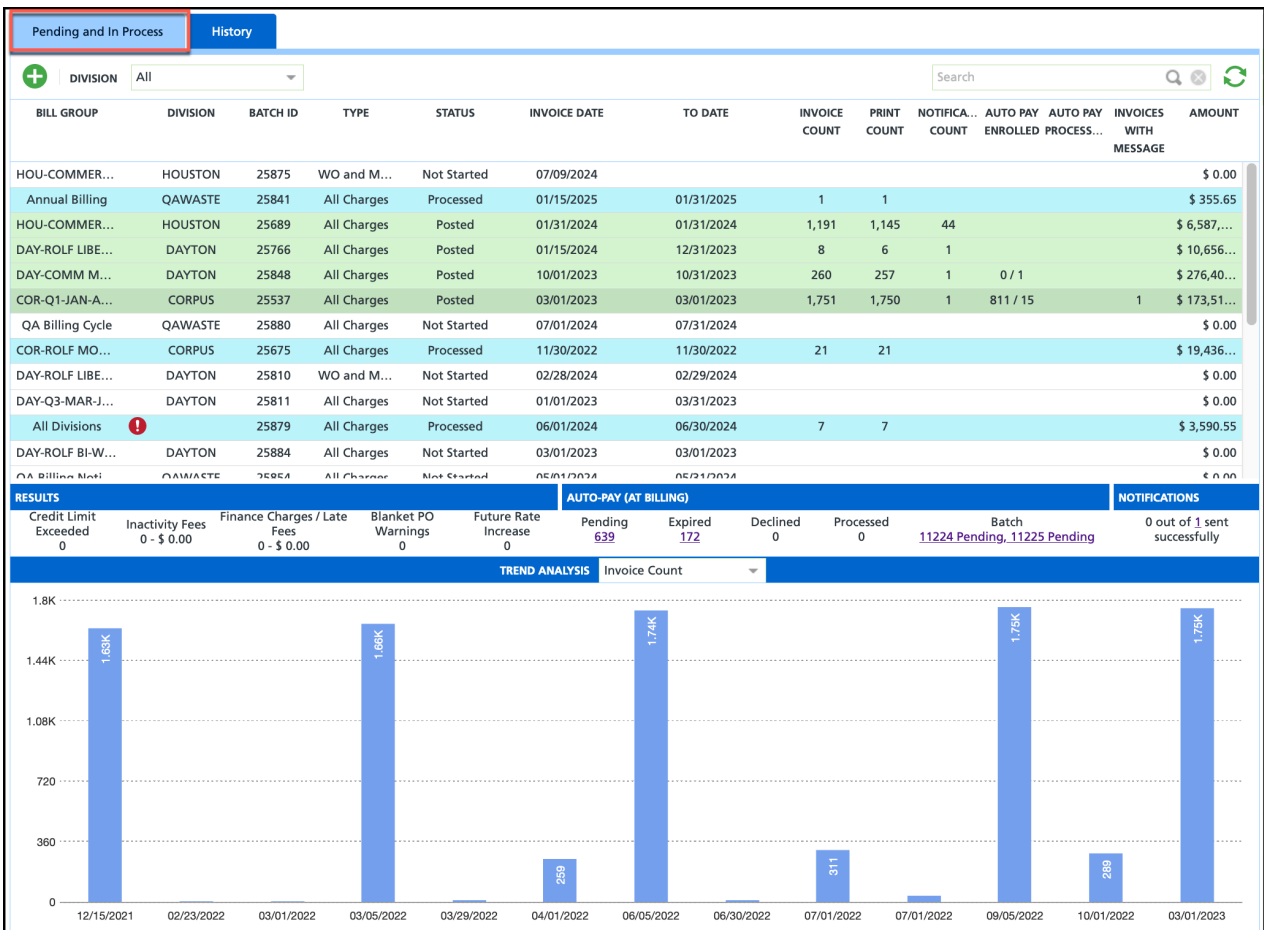 Pending and In Process
History
DIVISION All Search
BILL GROUP DIVISION BATCH ID TYPE STATUS INVOICE DATE TO DATE INVOICE COUNT PRINT COUNT NOTIFICA... COUNT AUTO PAY ENROLLED AUTO PAY PROCESS... INVOICES WITH MESSAGE AMOUNT
HOU-COMMER... HOUSTON 25875 WO and M... Not Started 07/09/2024 $ 0.00
Annual Billing QAWASTE 25841 All Charges Processed 01/15/2025 01/31/2025 1 1 $ 355.65
HOU-COMMER... HOUSTON 25689 All Charges Posted 01/31/2024 01/31/2024 1,191 1,145 44 $ 6,587,...
DAY-ROLF LIBE... DAYTON 25766 All Charges Posted 01/15/2024 12/31/2023 8 6 1 $ 10,656...
DAY-COMM M... DAYTON 25848 All Charges Posted 10/01/2023 10/31/2023 260 257 1 0 / 1 $ 276,40...
COR-Q1-JAN-A... CORPUS 25537 All Charges Posted 03/01/2023 03/01/2023 1,751 1,750 1 811 / 15 1 $ 173,51...
QA Billing Cycle QAWASTE 25880 All Charges Not Started 07/01/2024 07/31/2024 $ 0.00
COR-ROLF MO... CORPUS 25675 All Charges Processed 11/30/2022 11/30/2022 21 21 $ 19,436...
DAY-ROLF LIBE... DAYTON 25810 WO and M... Not Started 02/28/2024 02/29/2024 $ 0.00
DAY-Q3-MAR-J... DAYTON 25811 All Charges Not Started 01/01/2023 03/31/2023 $ 0.00
All Divisions 25879 All Charges Processed 06/01/2024 06/30/2024 7 7 $ 3,590.55
DAY-ROLF BI-W... DAYTON 25884 All Charges Not Started 03/01/2023 03/01/2023 $ 0.00
QA Billing Noti QAWASTE 25854 All Charges Not Started 05/01/2024 05/31/2024 $ 0.00
RESULTS AUTO-PAY (AT BILLING) NOTIFICATIONS
Credit Limit Exceeded 0
Inactivity Fees 0 - $ 0.00
Finance Charges / Late Fees 0 - $ 0.00
Blanket PO Warnings 0
Future Rate Increase 0
Pending 639
Expired 172
Declined 0
Processed 0
Batch 11224 Pending, 11225 Pending
0 out of 1 sent successfully
TREND ANALYSIS Invoice Count
1.8K
1.44K
1.08K
720
360
0
1.63K
1.66K
259
1.74K
311
1.75K
289
1.75K
12/15/2021 02/23/2022 03/01/2022 03/05/2022 03/29/2022 04/01/2022 06/05/2022 06/30/2022 07/01/2022 07/01/2022 09/05/2022 10/01/2022 03/01/2023